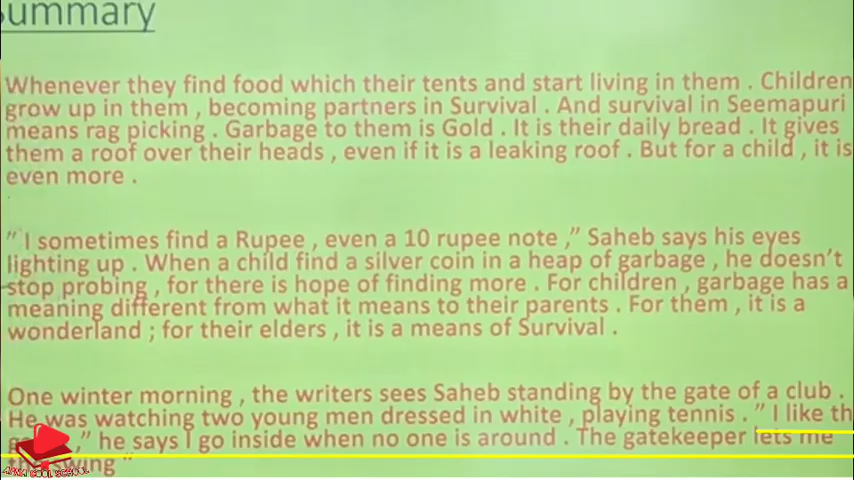 Summary
Whenever they find food which their tents and start living in them . Children
grow up in them , becoming partners in Survival . And survival in Seemapuri
means rag picking . Garbage to them is Gold . It is their daily bread . It gives
them a roof over their heads , even if it is a leaking roof . But for a child , it is
even more .
" I sometimes find a Rupee , even a 10 rupee note ,” Saheb says his eyes
lighting up . When a child find a silver coin in a heap of garbage , he doesn’t
stop probing , for there is hope of finding more . For children , garbage has a
meaning different from what it means to their parents . For them , it is a
wonderland ; for their elders , it is a means of Survival .
One winter morning , the writers sees Saheb standing by the gate of a club .
He was watching two young men dressed in white , playing tennis . ” I like th
,” he says I go inside when no one is around . The gatekeeper lets me
swing “